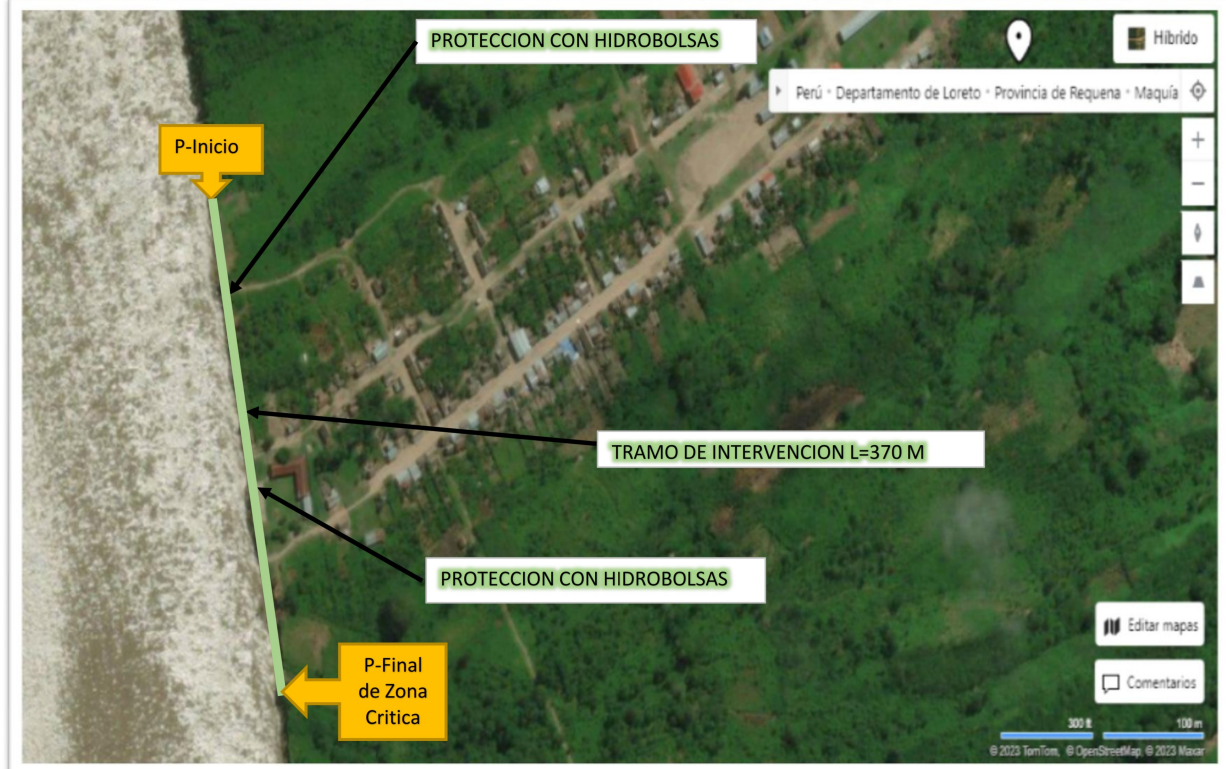 PROTECCION CON HIDROBOLSAS
Híbrido
Perú • Departamento de Loreto • Provincia de Requena • Maquía
P-Inicio
TRAMO DE INTERVENCION L=370 M
PROTECCION CON HIDROBOLSAS
P-Final
de Zona
Critica
Editar mapas
Comentarios
300 ft 100 m
© 2023 TomTom, © OpenStreetMap, © 2023 Maxar